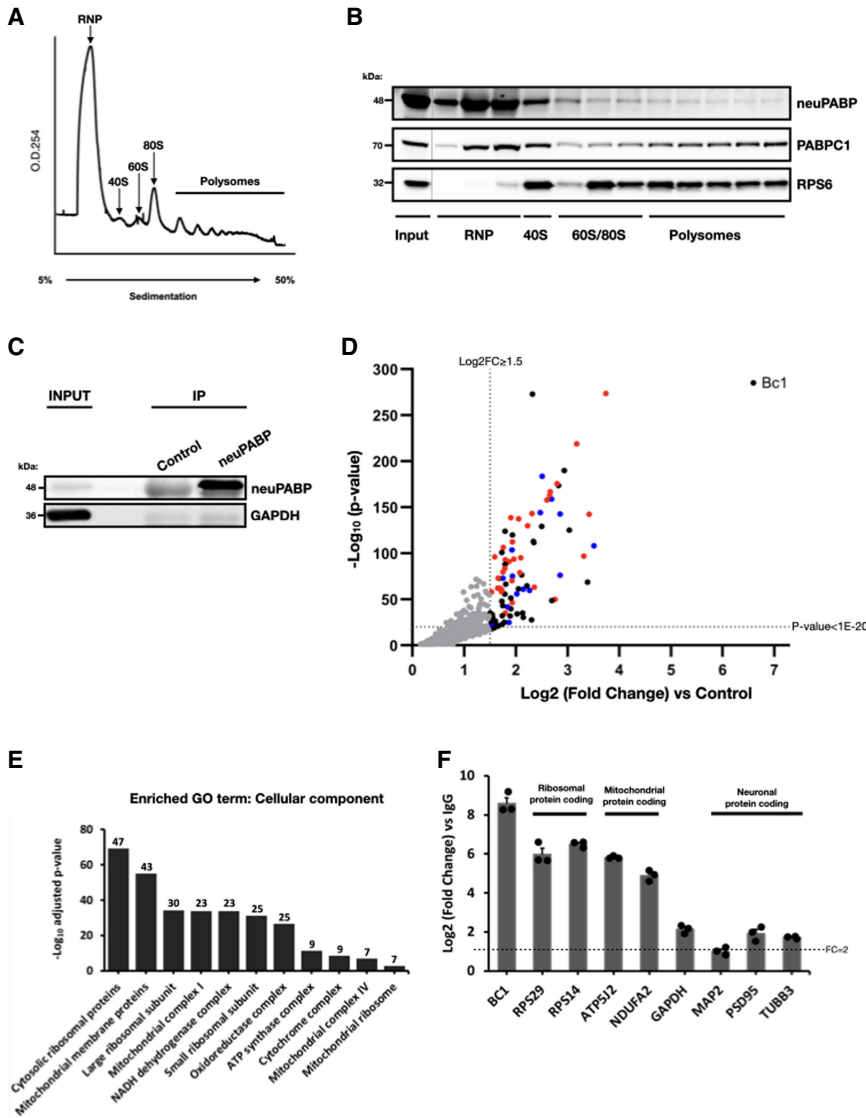 A
RNP
40S
60S
80S
Polysomes
O.D.254
5%
50%
Sedimentation
B
kDa:
48
neuPABP
70
PABPC1
32
RPS6
Input
RNP
40S
60S/80S
Polysomes
C
INPUT
IP
Control
neuPABP
kDa:
48
neuPABP
36
GAPDH
D
Log2FC≥1.5
300
250
200
150
100
50
0
Bc1
P-value<1E-20
0 1 2 3 4 5 6 7
-Log₁₀ (p-value)
Log2 (Fold Change) vs Control
E
Enriched GO term: Cellular component
80
60
40
20
0
-Log₁₀ adjusted p-value
47 43 30 23 23 25 25 9 9 7 7
Cytosolic ribosomal proteins
Mitochondrial membrane proteins
Large ribosomal subunit
Mitochondrial complex I
NADH dehydrogenase complex
Small ribosomal subunit
Oxidoreductase complex
ATP synthase complex
Cytochrome complex
Mitochondrial complex IV
Mitochondrial ribosome
F
10
8
6
4
2
0
Log2 (Fold Change) vs IgG
Ribosomal
protein coding
Mitochondrial
protein coding
Neuronal
protein coding
FC=2
BC1
RPS29
RPS14
ATP5J2
NDUFA2
GAPDH
MAP2
PSD95
TUBB3